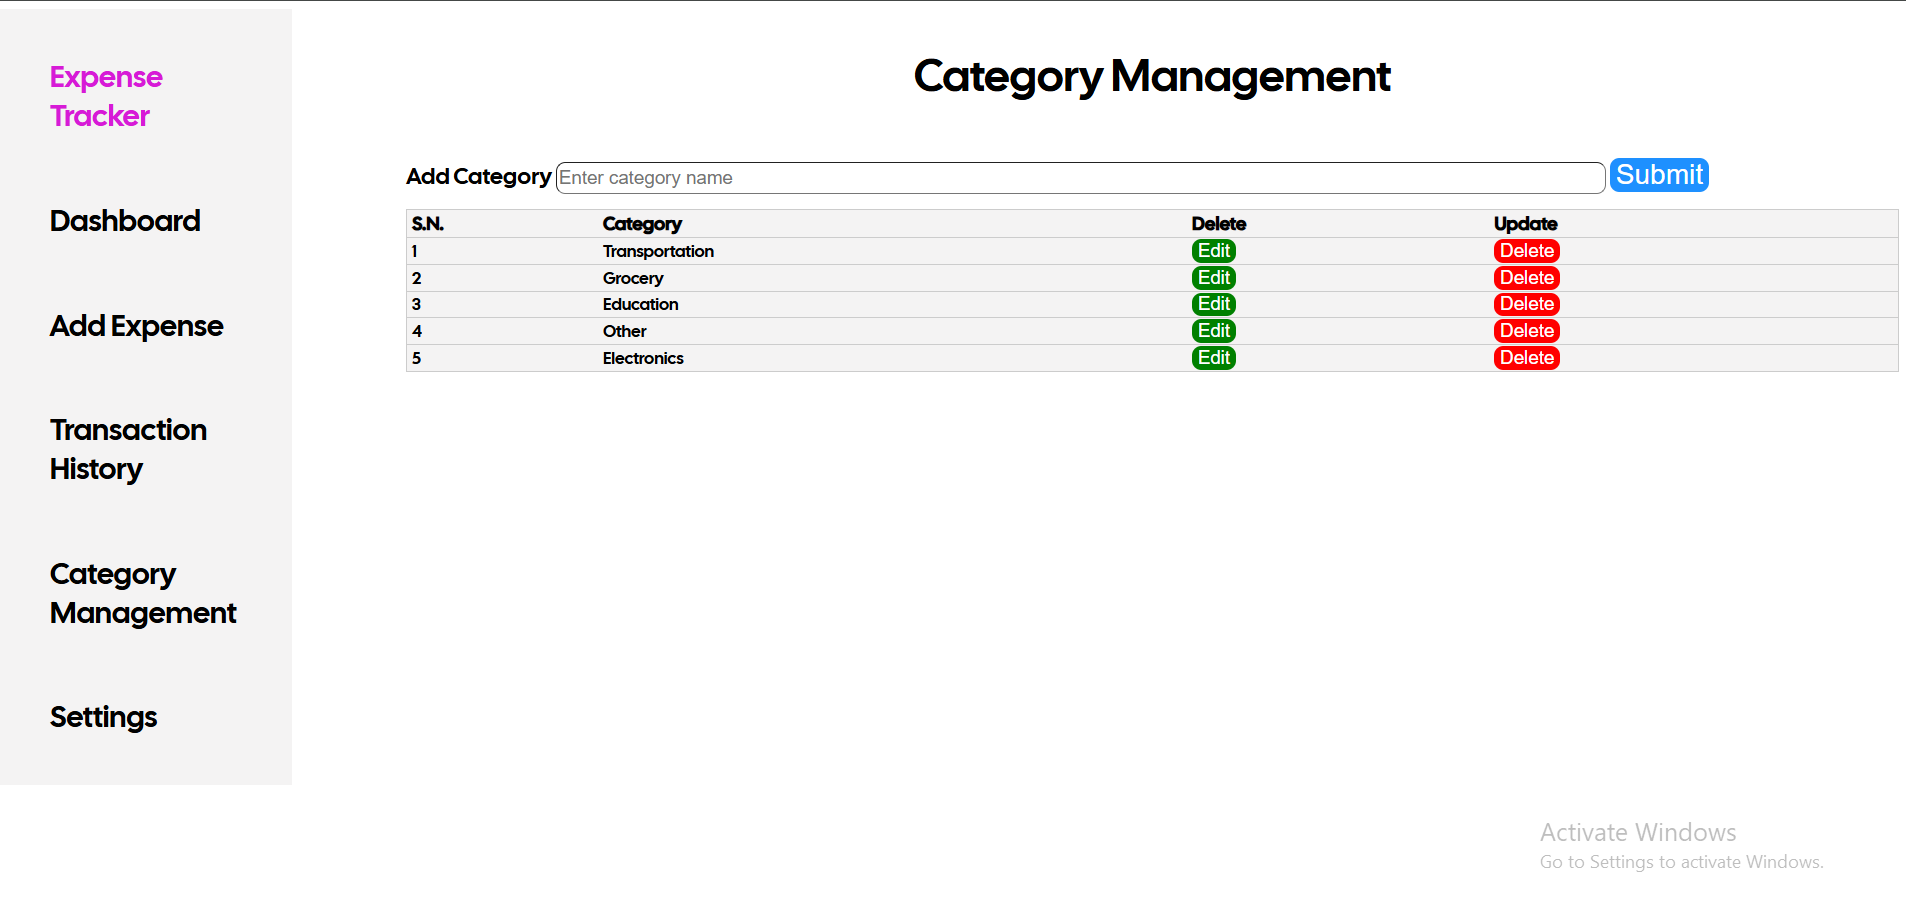 Expense
Tracker
Dashboard
Add Expense
Transaction
History
Category
Management
Settings
Category Management
Add Category Enter category name Submit
S.N. Category Delete Update
1 Transportation Edit Delete
2 Grocery Edit Delete
3 Education Edit Delete
4 Other Edit Delete
5 Electronics Edit Delete
Activate Windows
Go to Settings to activate Windows.